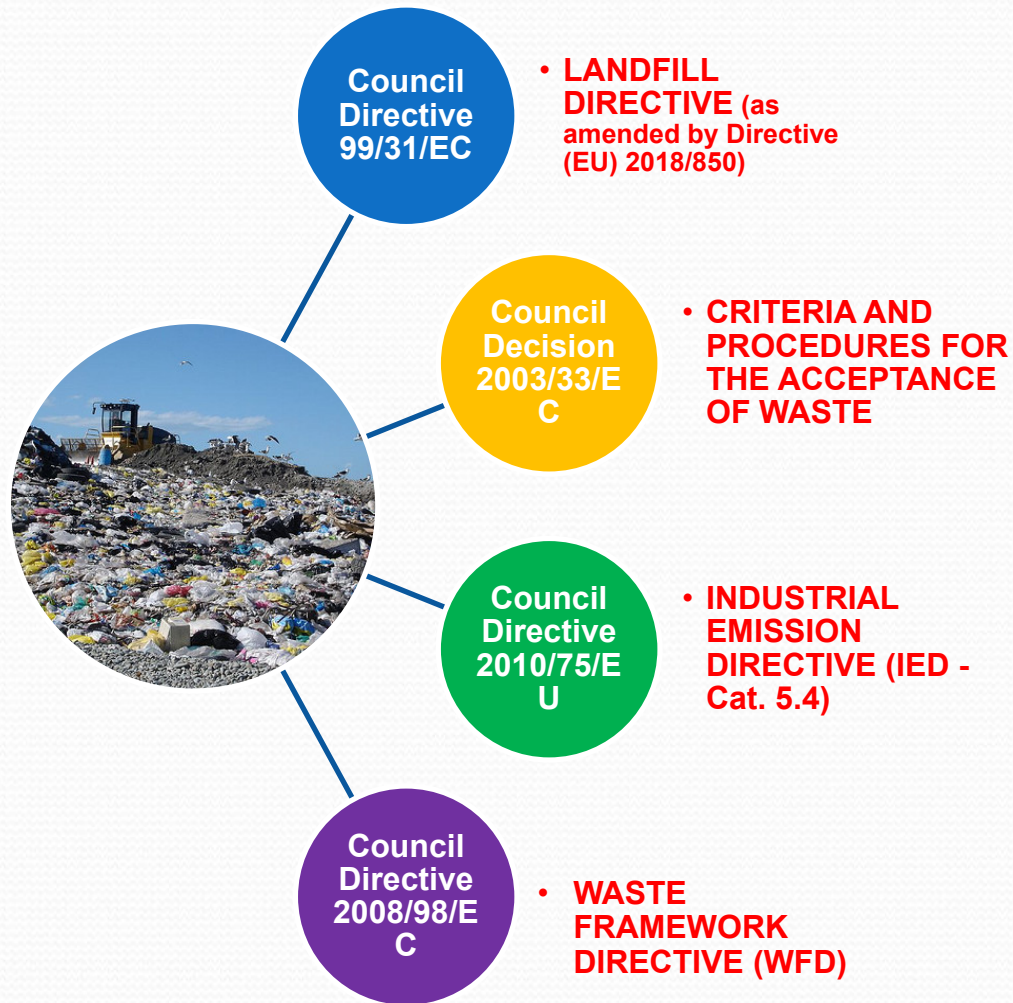 Council
Directive
99/31/EC
• LANDFILL
DIRECTIVE (as
amended by Directive
(EU) 2018/850)
Council
Decision
2003/33/E
C
• CRITERIA AND
PROCEDURES FOR
THE ACCEPTANCE
OF WASTE
Council
Directive
2010/75/E
U
• INDUSTRIAL
EMISSION
DIRECTIVE (IED -
Cat. 5.4)
Council
Directive
2008/98/E
C
• WASTE
FRAMEWORK
DIRECTIVE (WFD)